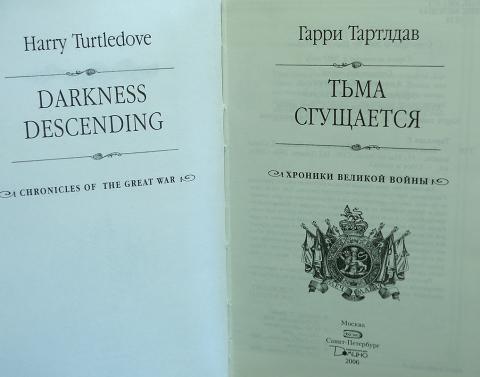 Harry Turtledove
DARKNESS
DESCENDING
CHRONICLES OF THE GREAT WAR
Гарри Тартлдав
ТЬМА
СГУЩАЕТСЯ
ХРОНИКИ ВЕЛИКОЙ ВОЙНЫ
Москва
Санкт-Петербург
ДОМИНО
2006